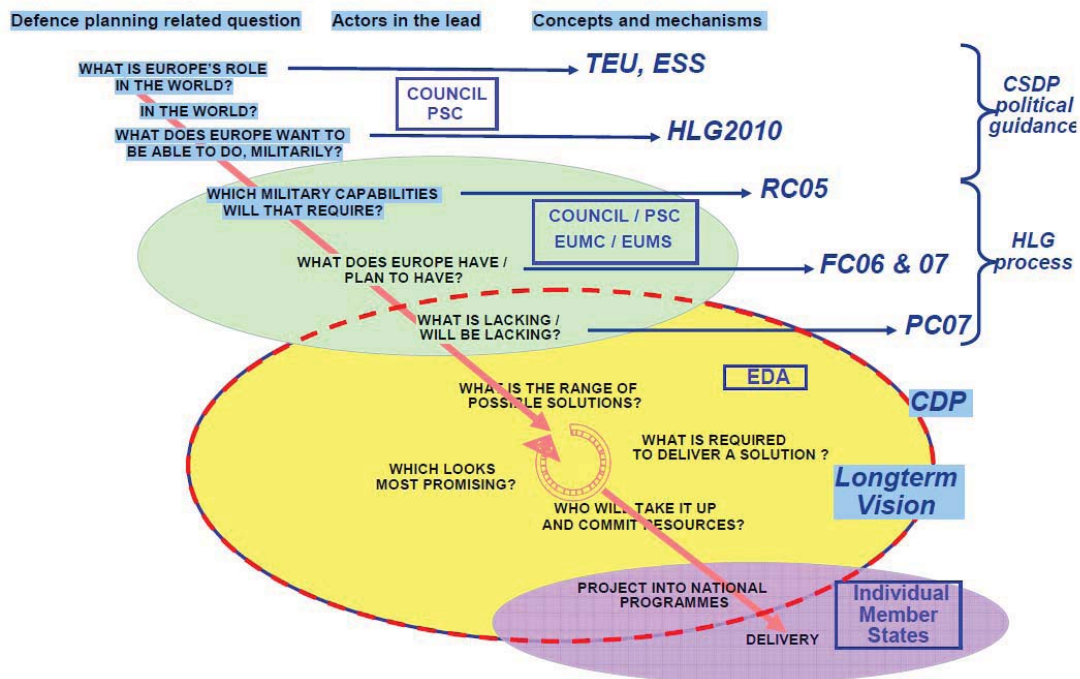 Defence planning related question
Actors in the lead
Concepts and mechanisms
WHAT IS EUROPE'S ROLE
IN THE WORLD?
TEU, ESS
IN THE WORLD?
COUNCIL
PSC
CSDP
political
guidance
WHAT DOES EUROPE WANT TO
BE ABLE TO DO, MILITARILY?
HLG2010
WHICH MILITARY CAPABILITIES
WILL THAT REQUIRE?
RC05
COUNCIL / PSC
EUMC / EUMS
WHAT DOES EUROPE HAVE /
PLAN TO HAVE?
FC06 & 07
HLG
process
WHAT IS LACKING /
WILL BE LACKING?
PC07
WHAT IS THE RANGE OF
POSSIBLE SOLUTIONS?
EDA
CDP
WHAT IS REQUIRED
TO DELIVER A SOLUTION ?
WHICH LOOKS
MOST PROMISING?
Longterm
Vision
WHO WILL TAKE IT UP
AND COMMIT RESOURCES?
PROJECT INTO NATIONAL
PROGRAMMES
Individual
Member
States
DELIVERY